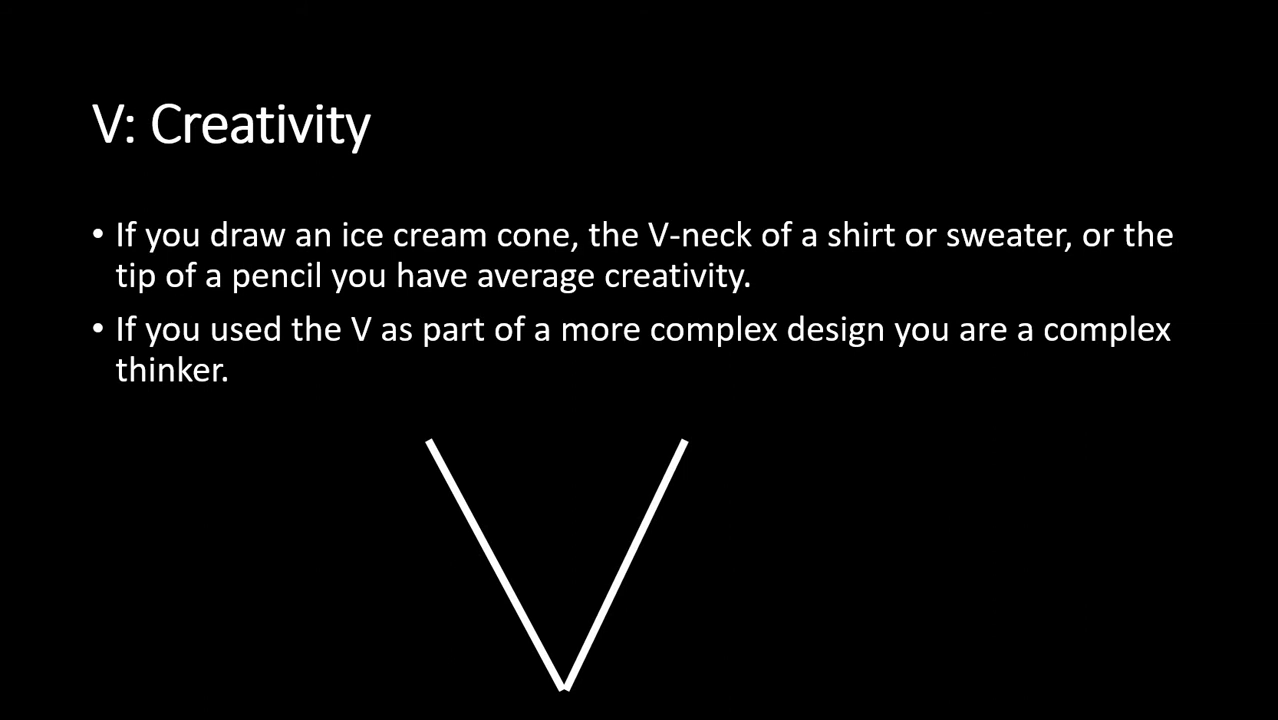 V: Creativity
• If you draw an ice cream cone, the V-neck of a shirt or sweater, or the
tip of a pencil you have average creativity.
• If you used the V as part of a more complex design you are a complex
thinker.